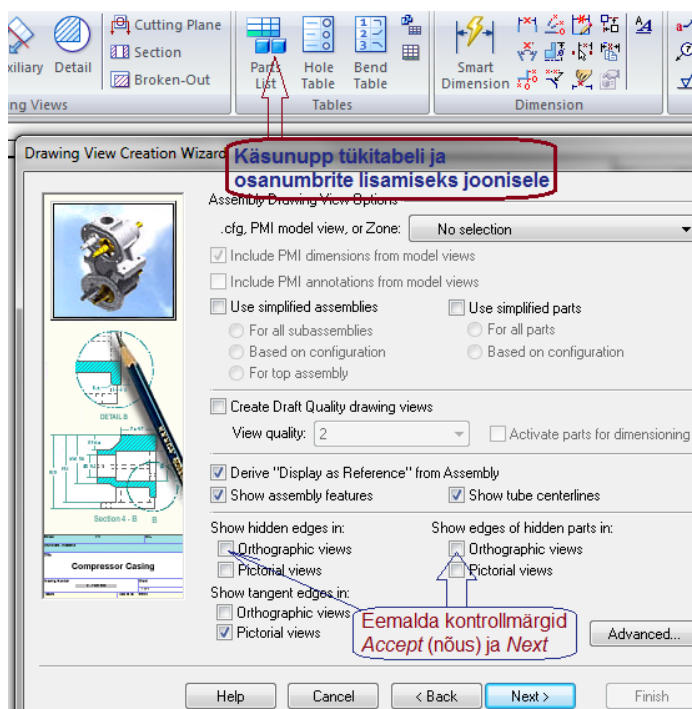 Cutting Plane
Section
Broken-Out
xiliary Detail
Parts List
Hole Table
Bend Table
Smart Dimension
ng Views
Tables
Dimension
Drawing View Creation Wizard
Käsunupp tükitabeli ja
osanumbrite lisamiseks joonisele
Assembly Drawing View Options
.cfg, PMI model view, or Zone: No selection
Include PMI dimensions from model views
Include PMI annotations from model views
Use simplified assemblies Use simplified parts
For all subassemblies For all parts
Based on configuration Based on configuration
For top assembly
DETAIL B
Create Draft Quality drawing views
View quality: 2 Activate parts for dimensioning
Derive "Display as Reference" from Assembly
Show assembly features Show tube centerlines
Section 4 - B B
Show hidden edges in: Show edges of hidden parts in:
Orthographic views Orthographic views
Pictorial views Pictorial views
Compressor Casing
Show tangent edges in:
Orthographic views
Pictorial views
Eemalda kontrollmärgid
Accept (nõus) ja Next
Advanced...
Help Cancel < Back Next > Finish